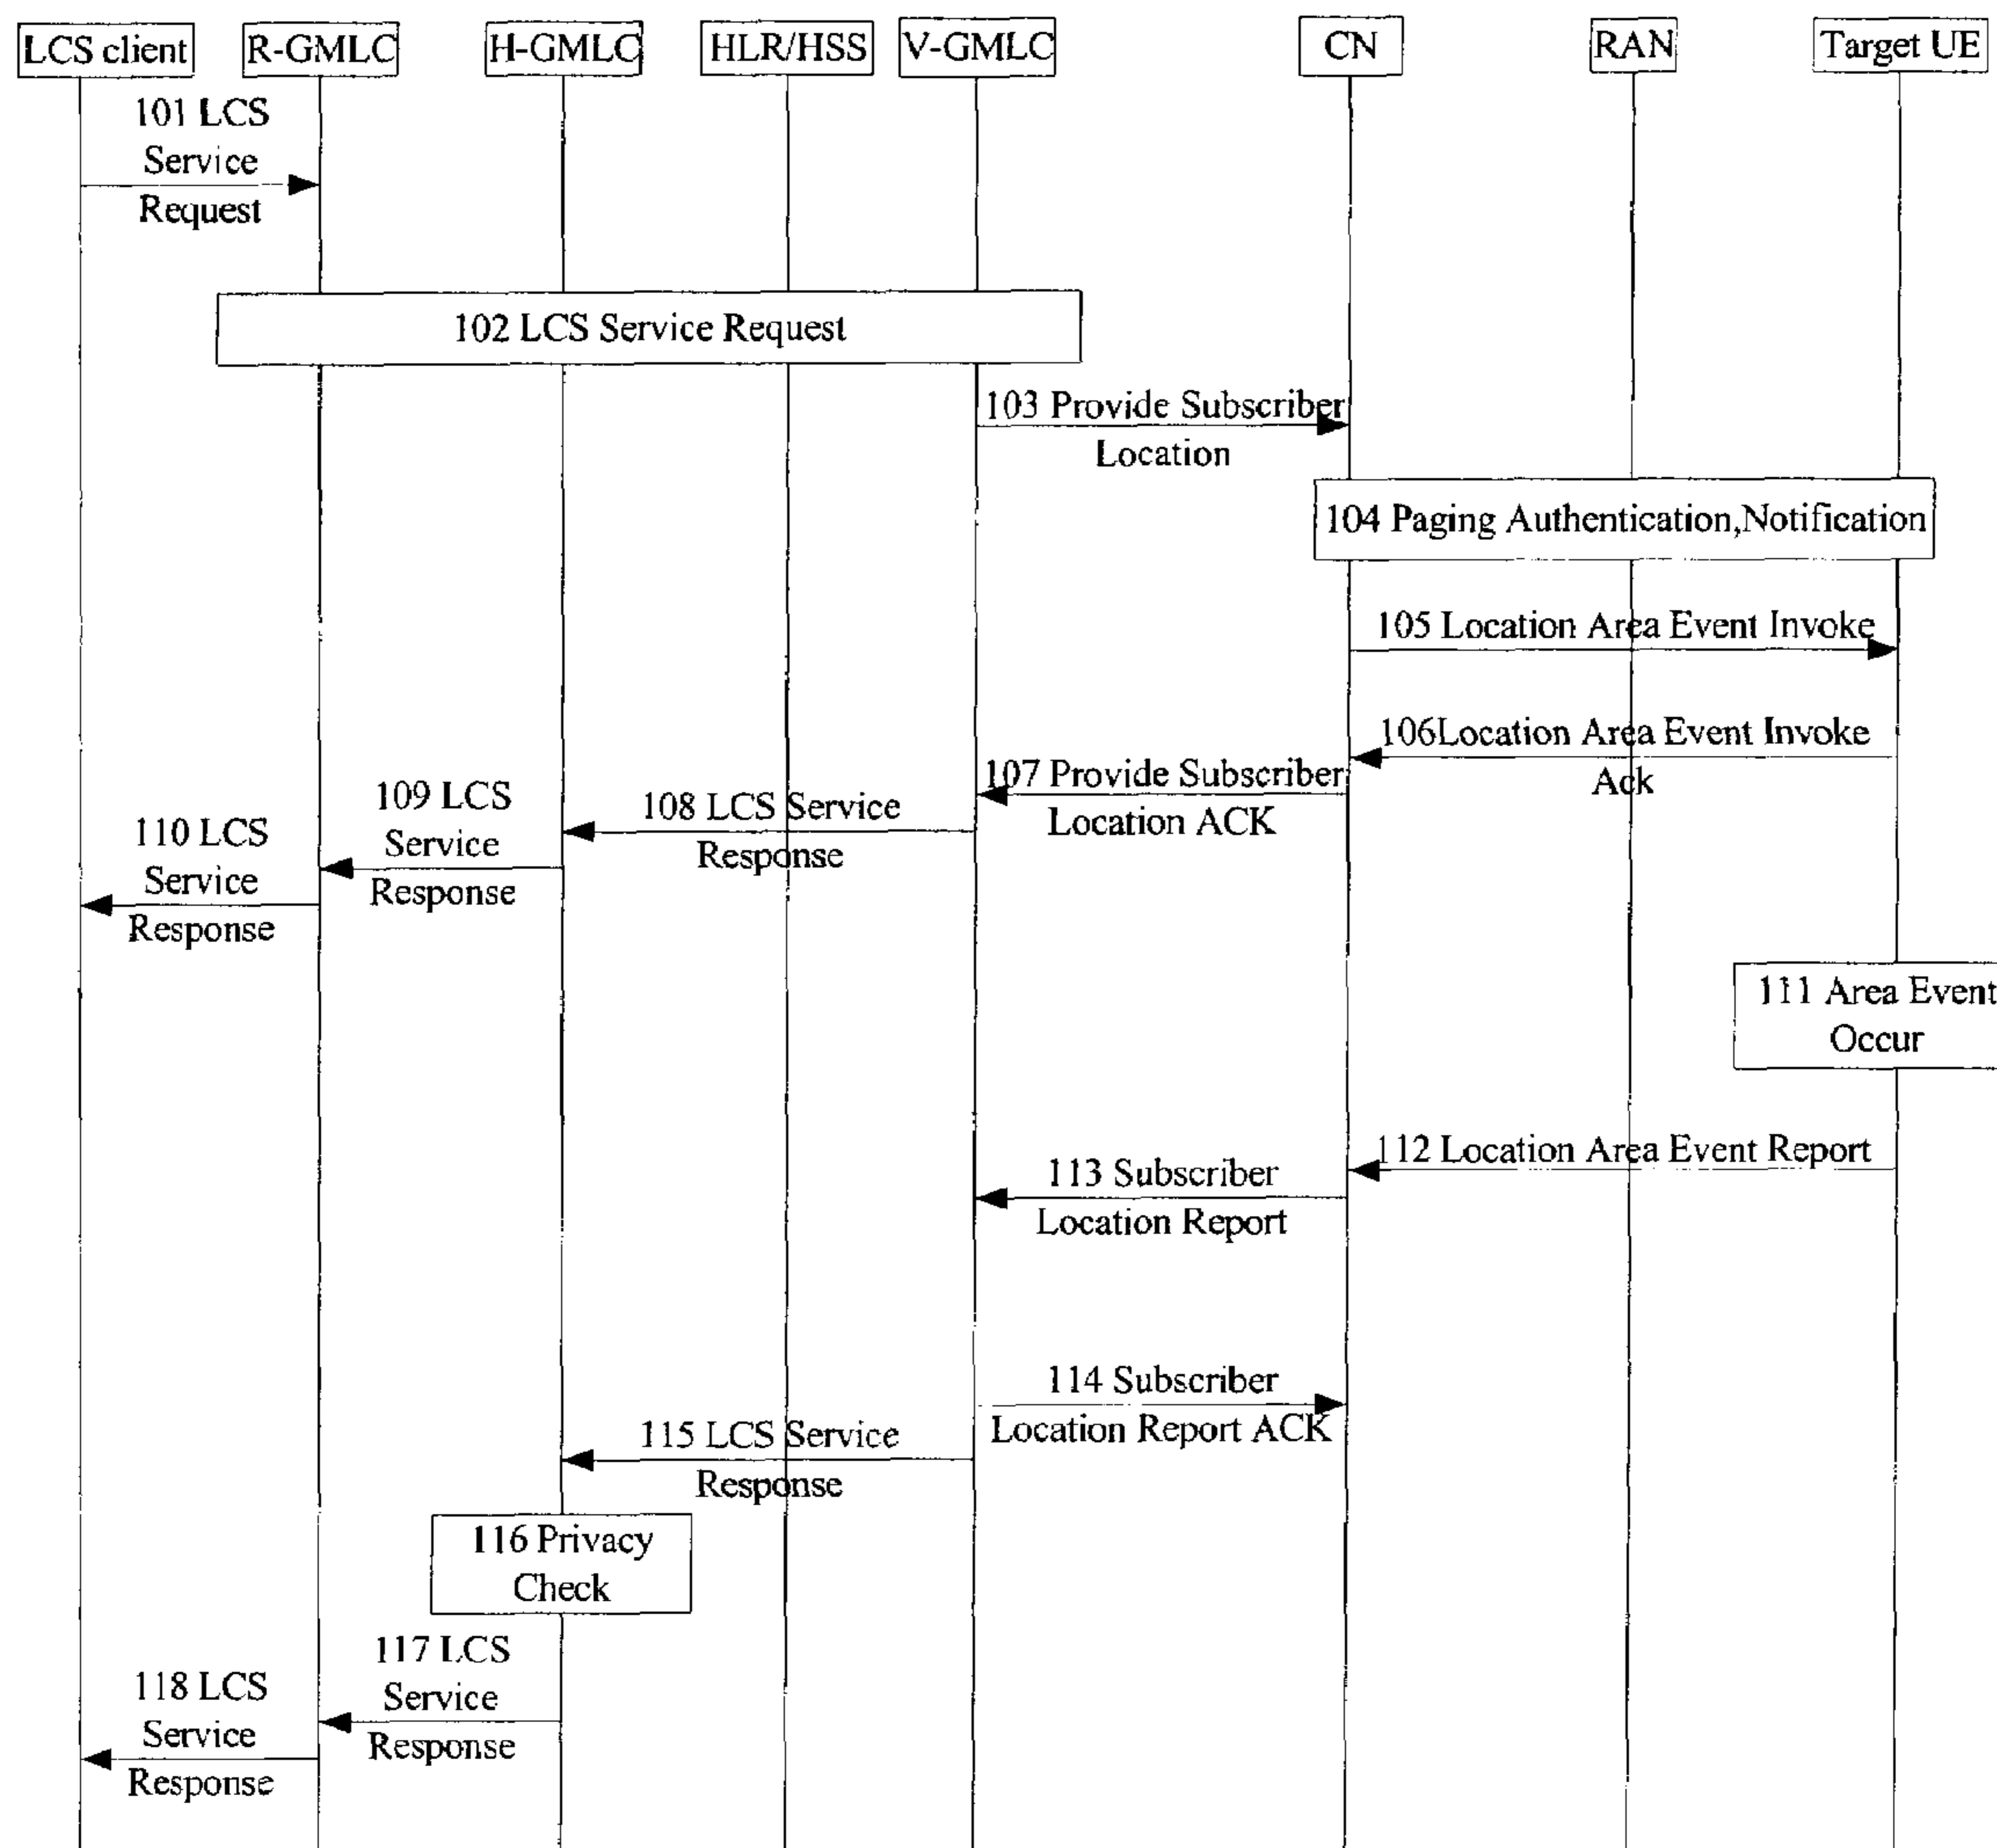 LCS client
R-GMLC
H-GMLC
HLR/HSS
V-GMLC
CN
RAN
Target UE
101 LCS
Service
Request
102 LCS Service Request
103 Provide Subscriber
Location
104 Paging Authentication,Notification
105 Location Area Event Invoke
106Location Area Event Invoke
Ack
107 Provide Subscriber
Location ACK
108 LCS Service
Response
109 LCS
Service
Response
110 LCS
Service
Response
111 Area Event
Occur
112 Location Area Event Report
113 Subscriber
Location Report
114 Subscriber
Location Report ACK
115 LCS Service
Response
116 Privacy
Check
117 LCS
Service
Response
118 LCS
Service
Response